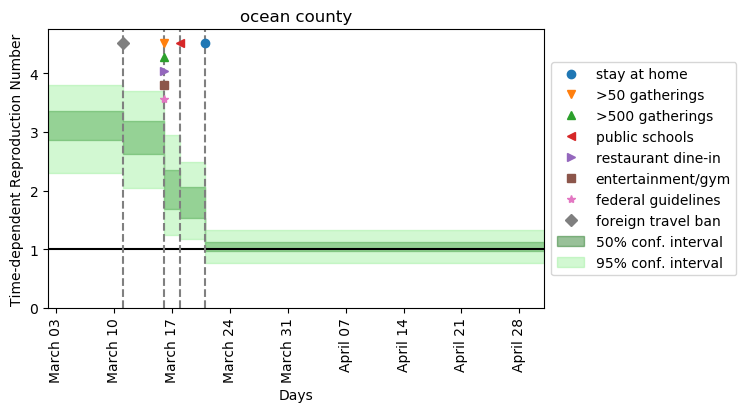 ocean county
Time-dependent Reproduction Number
4
3
2
1
0
March 03
March 10
March 17
March 24
March 31
April 07
April 14
April 21
April 28
Days
stay at home
>50 gatherings
>500 gatherings
public schools
restaurant dine-in
entertainment/gym
federal guidelines
foreign travel ban
50% conf. interval
95% conf. interval